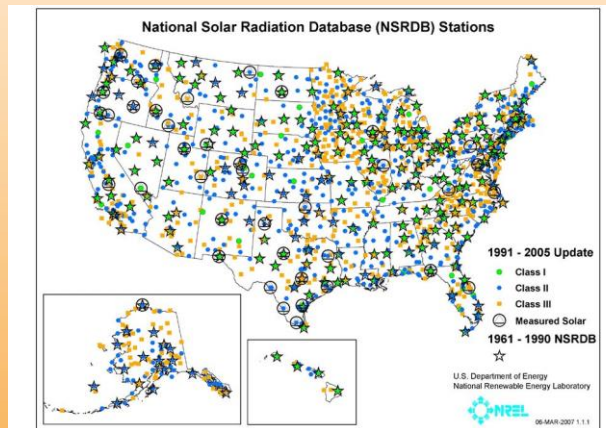 National Solar Radiation Database (NSRDB) Stations
1991 - 2005 Update
Class I
Class II
Class III
Measured Solar
1961 - 1990 NSRDB
U.S. Department of Energy
National Renewable Energy Laboratory
NREL
06-MAR-2007 1.1.1